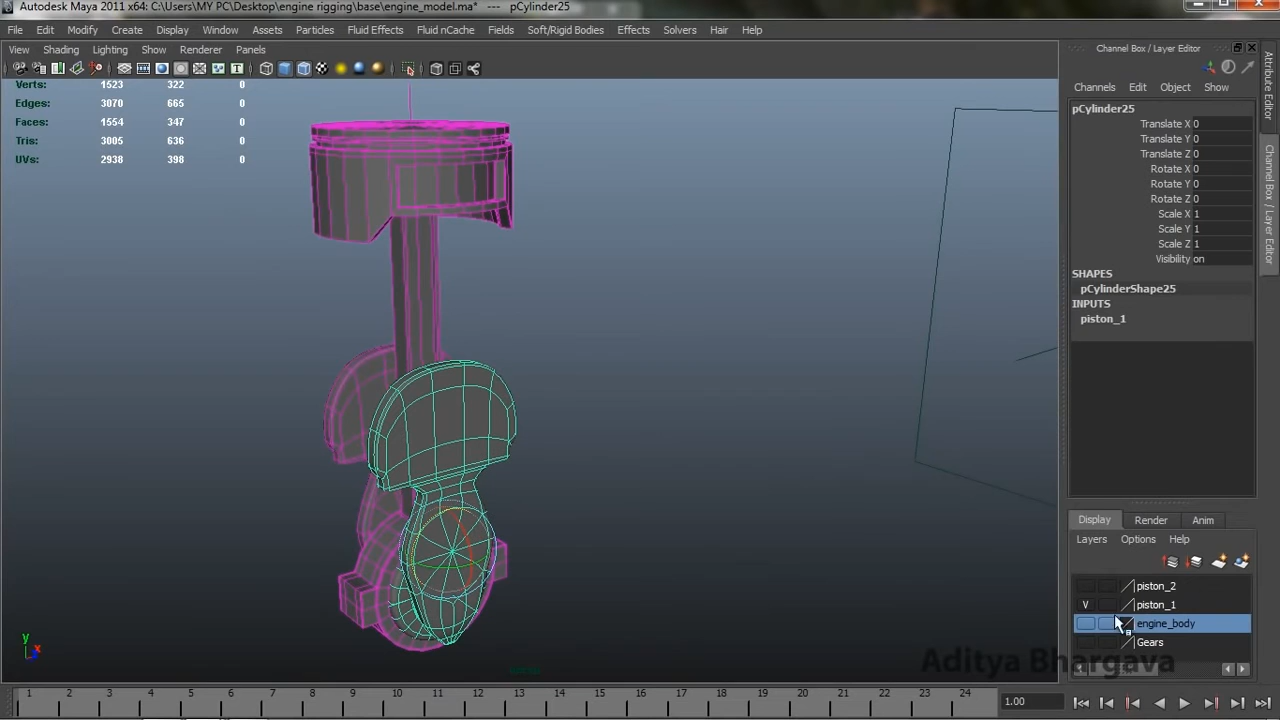 Autodesk Maya 2011 x64: C:\Users\MY PC\Desktop\engine rigging\base\engine_model.ma* --- pCylinder25
File Edit Modify Create Display Window Assets Particles Fluid Effects Fluid nCache Fields Soft/Rigid Bodies Effects Solvers Hair Help
View Shading Lighting Show Renderer Panels
Verts: 1523 322 0
Edges: 3070 665 0
Faces: 1554 347 0
Tris: 3005 636 0
UVs: 2938 398 0
Channel Box / Layer Editor
Channels Edit Object Show
pCylinder25
Translate X 0
Translate Y 0
Translate Z 0
Rotate X 0
Rotate Y 0
Rotate Z 0
Scale X 1
Scale Y 1
Scale Z 1
Visibility on
SHAPES
pCylinderShape25
INPUTS
piston_1
Attribute Editor
Channel Box / Layer Editor
Display Render Anim
Layers Options Help
piston_2
V piston_1
engine_body
Gears
Aditya Bhargava
y
x
1 2 3 4 5 6 7 8 9 10 11 12 13 14 15 16 17 18 19 20 21 22 23 24
1.00